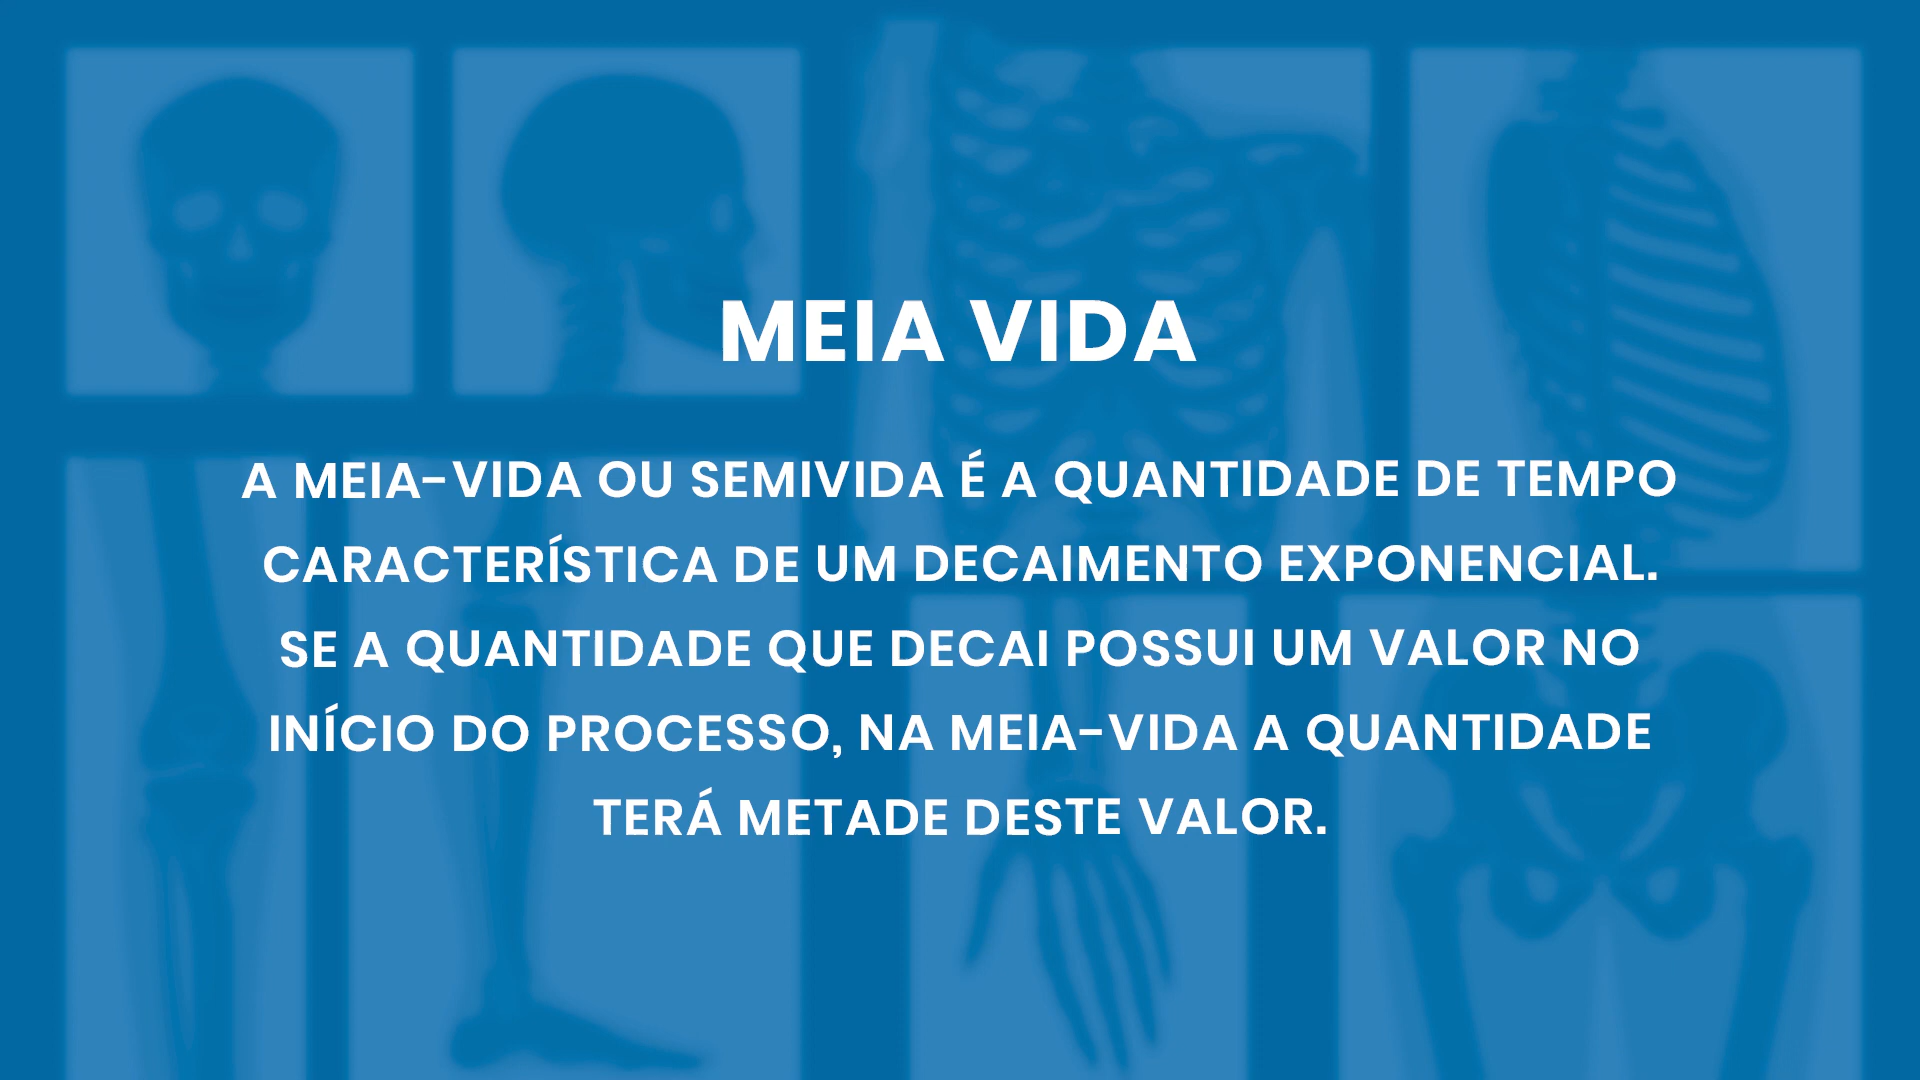 MEIA VIDA
A MEIA-VIDA OU SEMIVIDA É A QUANTIDADE DE TEMPO
CARACTERÍSTICA DE UM DECAIMENTO EXPONENCIAL.
SE A QUANTIDADE QUE DECAI POSSUI UM VALOR NO
INÍCIO DO PROCESSO, NA MEIA-VIDA A QUANTIDADE
TERÁ METADE DESTE VALOR.